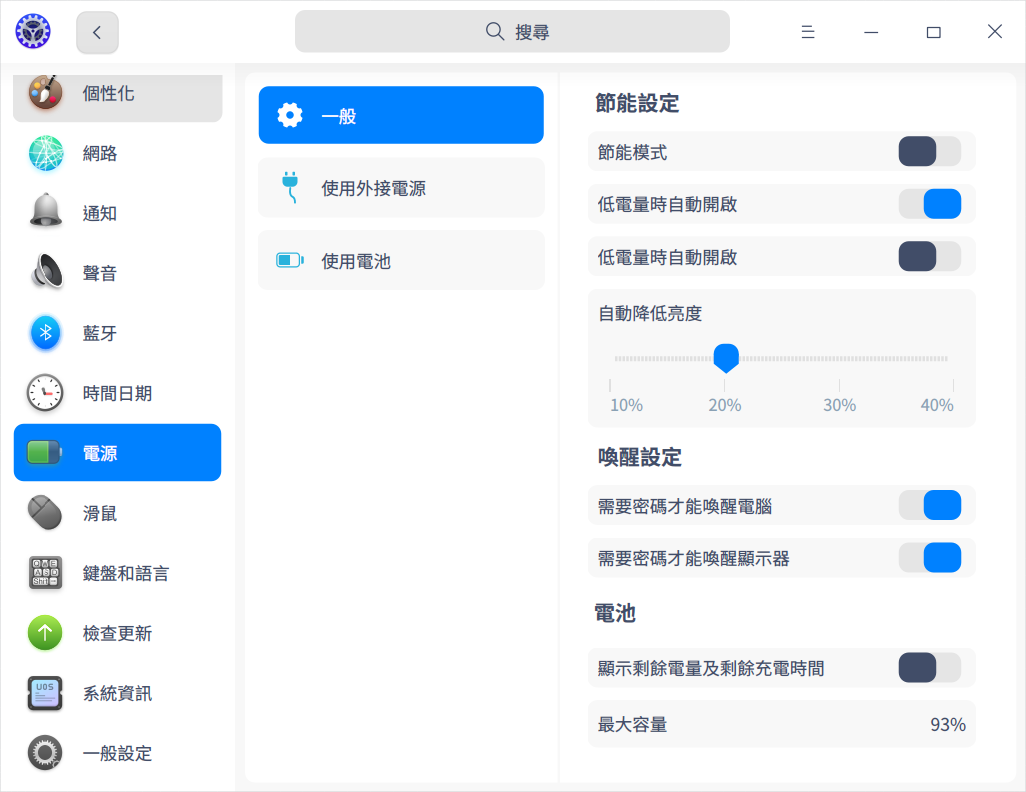 搜尋
個性化
網路
通知
聲音
藍牙
時間日期
電源
滑鼠
鍵盤和語言
檢查更新
系統資訊
一般設定
一般
使用外接電源
使用電池
節能設定
節能模式
低電量時自動開啟
低電量時自動開啟
自動降低亮度
10% 20% 30% 40%
喚醒設定
需要密碼才能喚醒電腦
需要密碼才能喚醒顯示器
電池
顯示剩餘電量及剩餘充電時間
最大容量 93%